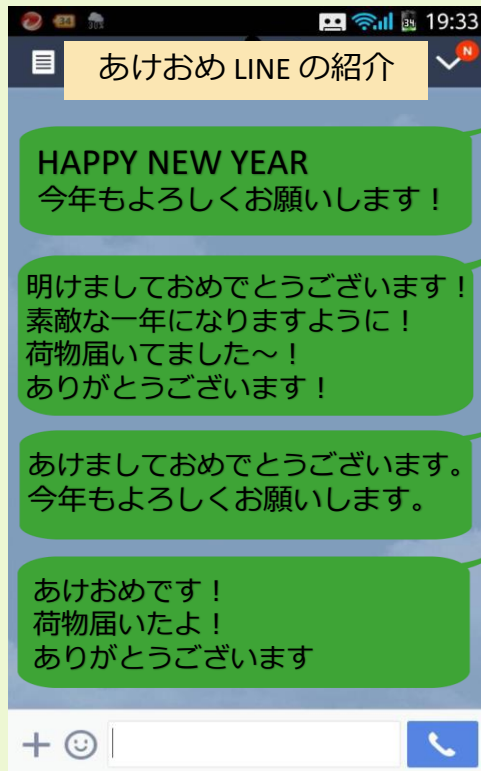 34
34
19:33
N
あけおめ LINE の紹介
HAPPY NEW YEAR
今年もよろしくお願いします！
明けましておめでとうございます！
素敵な一年になりますように！
荷物届いてました～！
ありがとうございます！
あけましておめでとうございます。
今年もよろしくお願いします。
あけおめです！
荷物届いたよ！
ありがとうございます